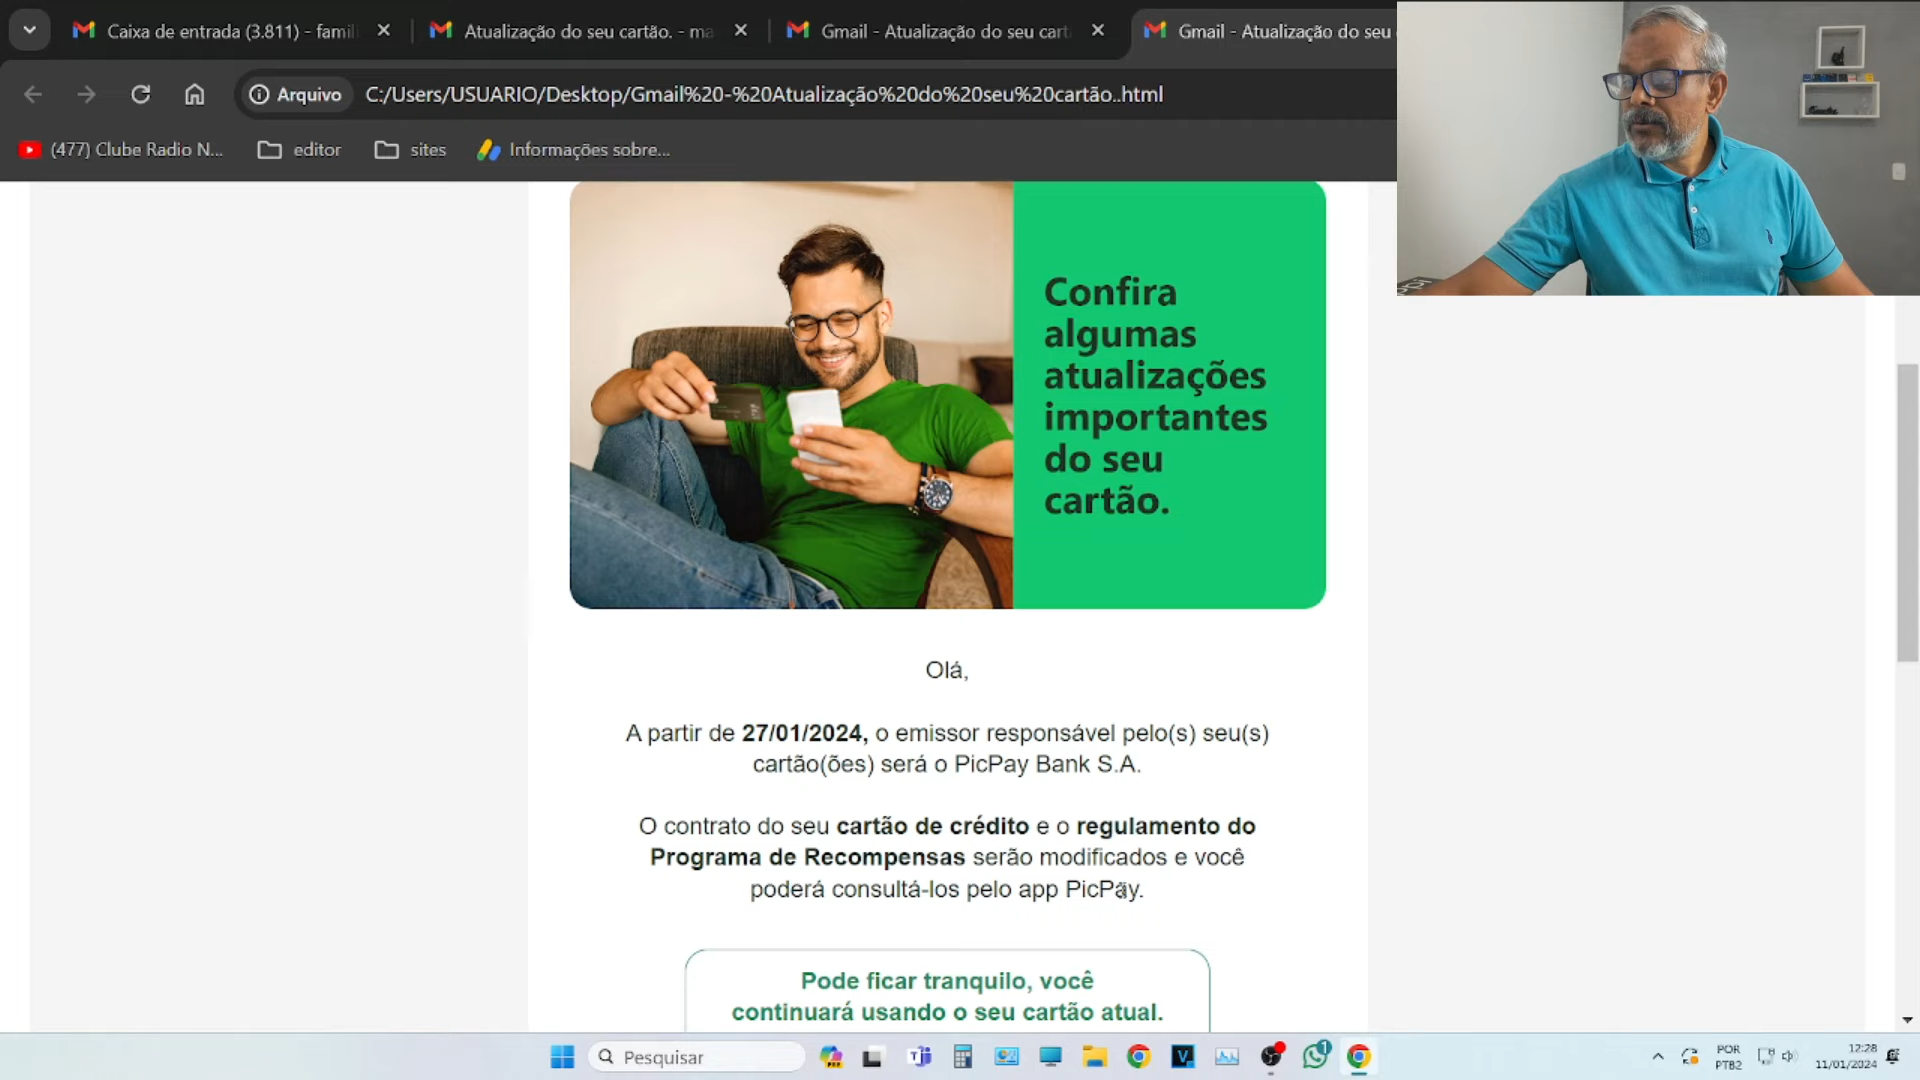 Caixa de entrada (3.811) - famil
Atualização do seu cartão. - ma
Gmail - Atualização do seu cart
Gmail - Atualização do seu
Arquivo
C:/Users/USUARIO/Desktop/Gmail%20-%20Atualização%20do%20seu%20cartão..html
(477) Clube Radio N...
editor
sites
Informações sobre...
Confira
algumas
atualizações
importantes
do seu
cartão.
Olá,
A partir de 27/01/2024, o emissor responsável pelo(s) seu(s)
cartão(ões) será o PicPay Bank S.A.
O contrato do seu cartão de crédito e o regulamento do
Programa de Recompensas serão modificados e você
poderá consultá-los pelo app PicPay.
Pode ficar tranquilo, você
continuará usando o seu cartão atual.
Pesquisar
1
POR
PTB2
12:28
11/01/2024